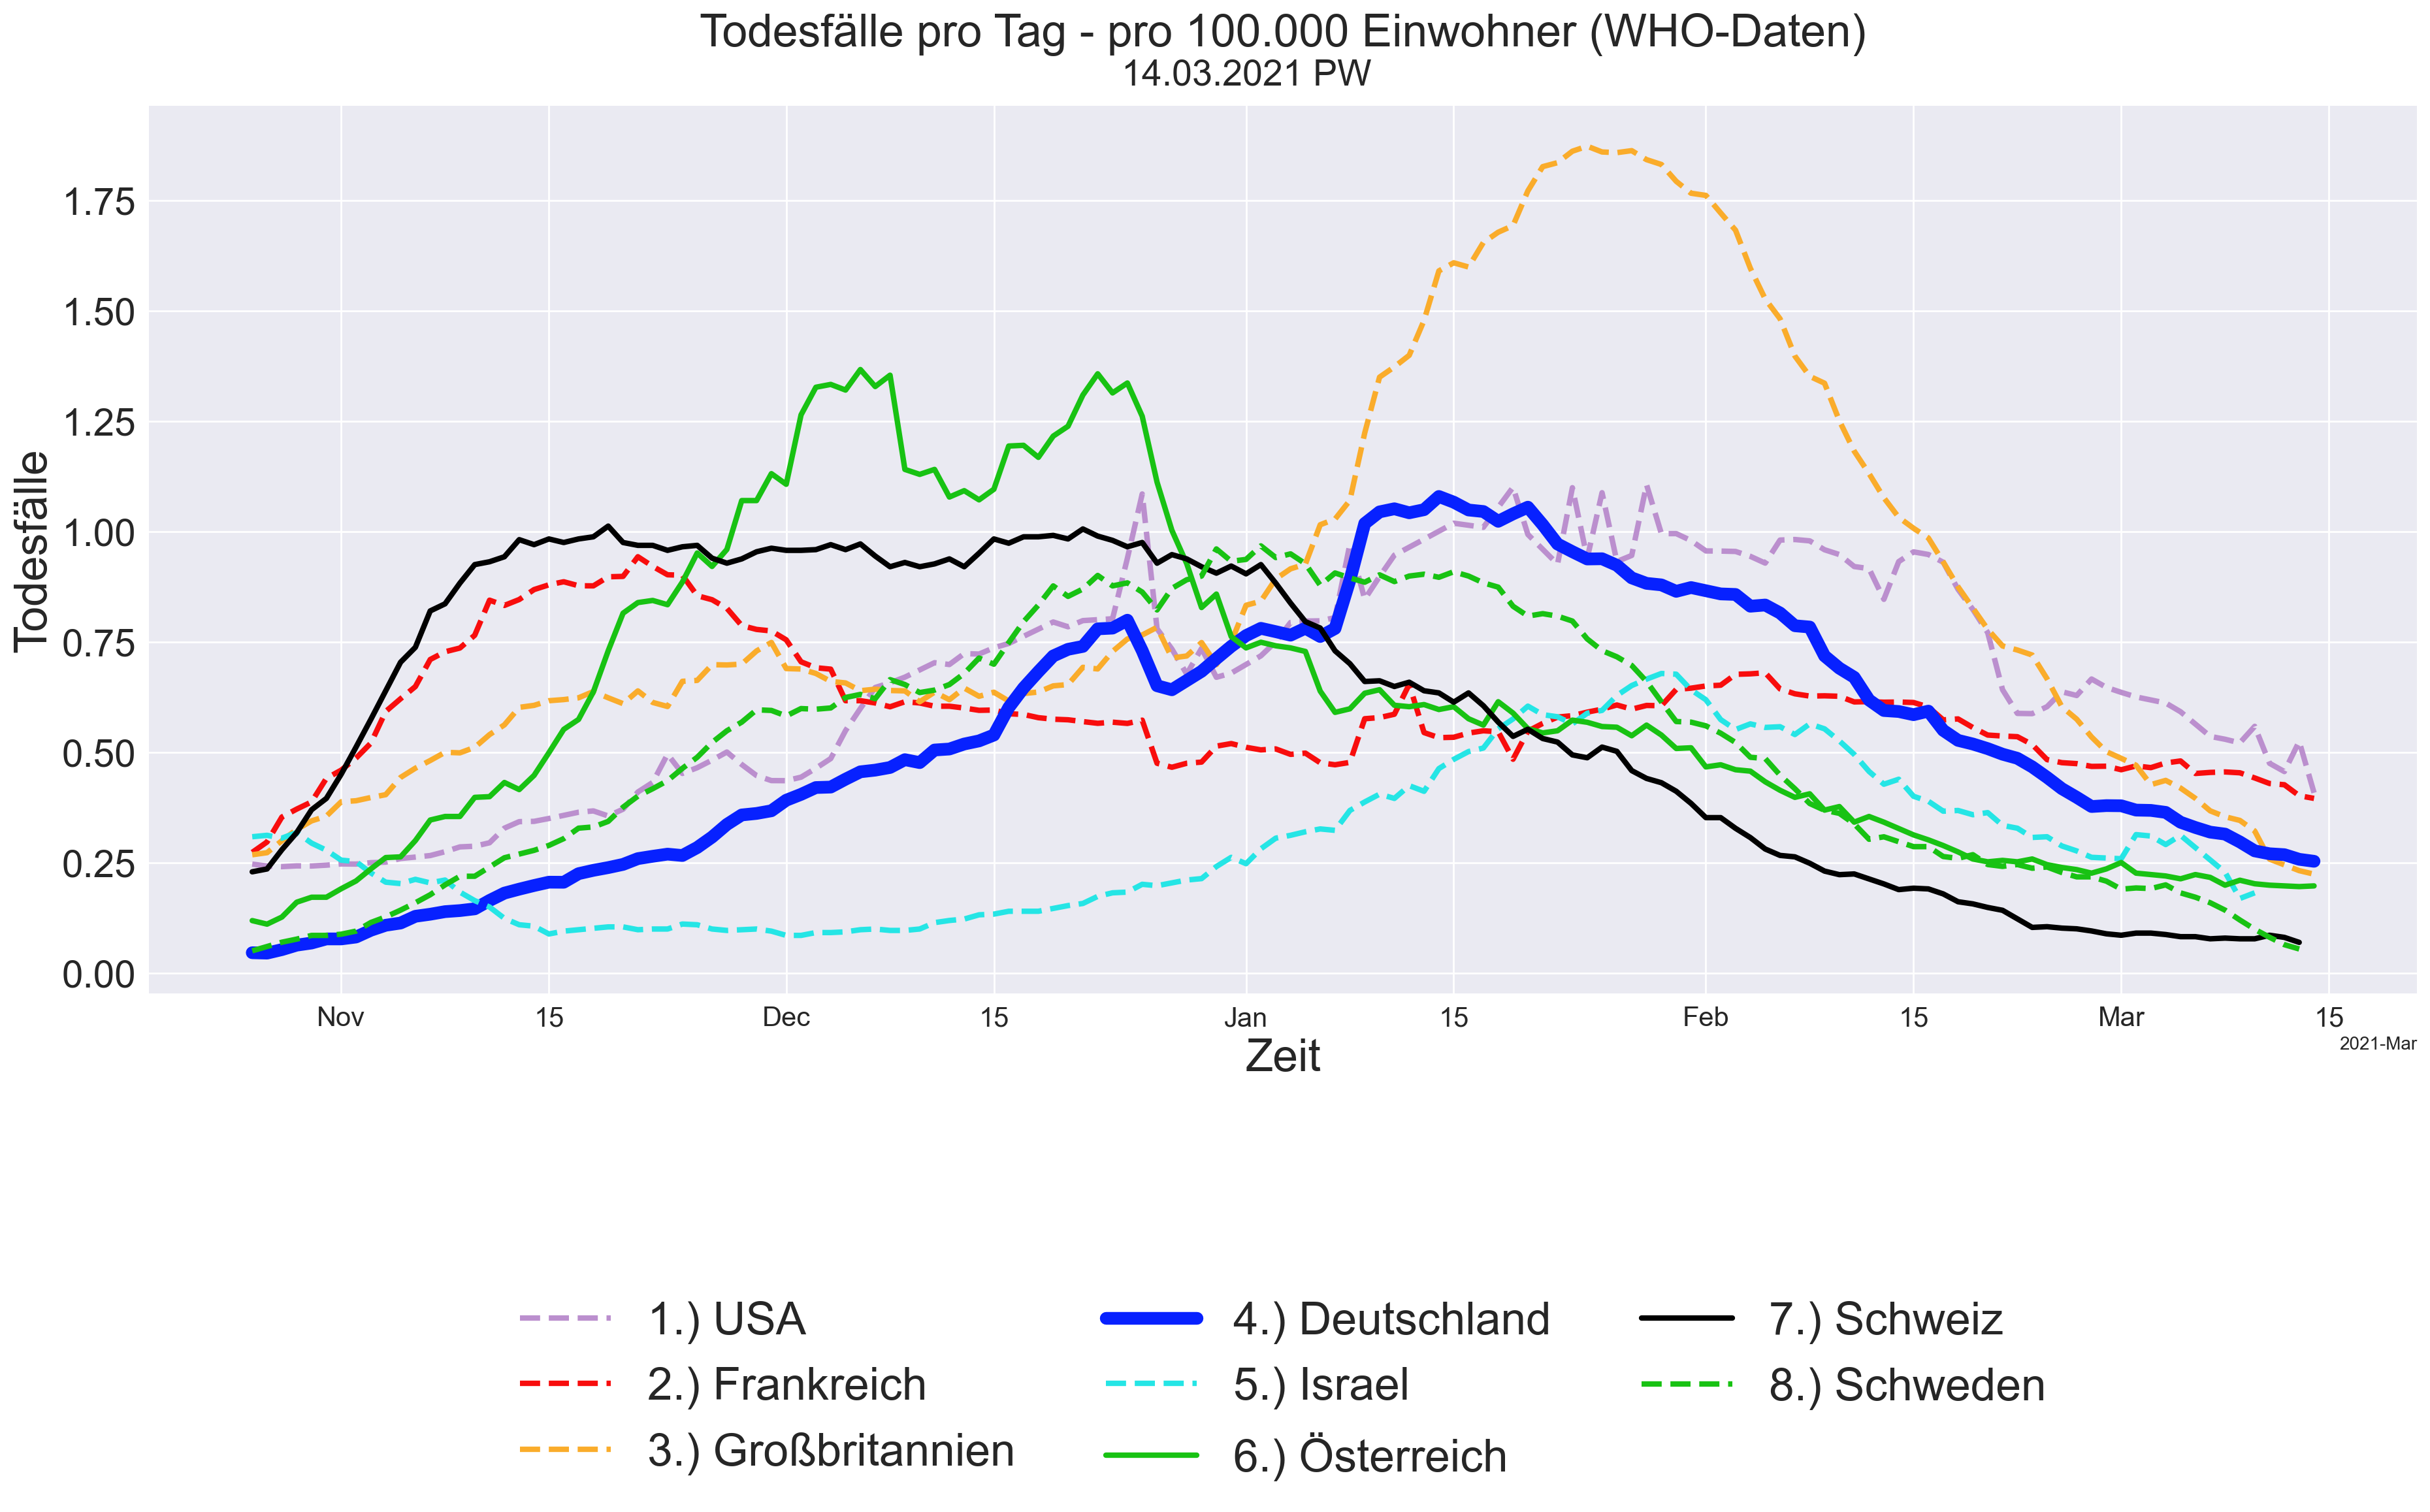 Todesfälle pro Tag - pro 100.000 Einwohner (WHO-Daten)
14.03.2021 PW
Todesfälle
1.75
1.50
1.25
1.00
0.75
0.50
0.25
0.00
Nov 15 Dec 15 Jan 15 Feb 15 Mar 15
2021-Mar
Zeit
1.) USA
2.) Frankreich
3.) Großbritannien
4.) Deutschland
5.) Israel
6.) Österreich
7.) Schweiz
8.) Schweden